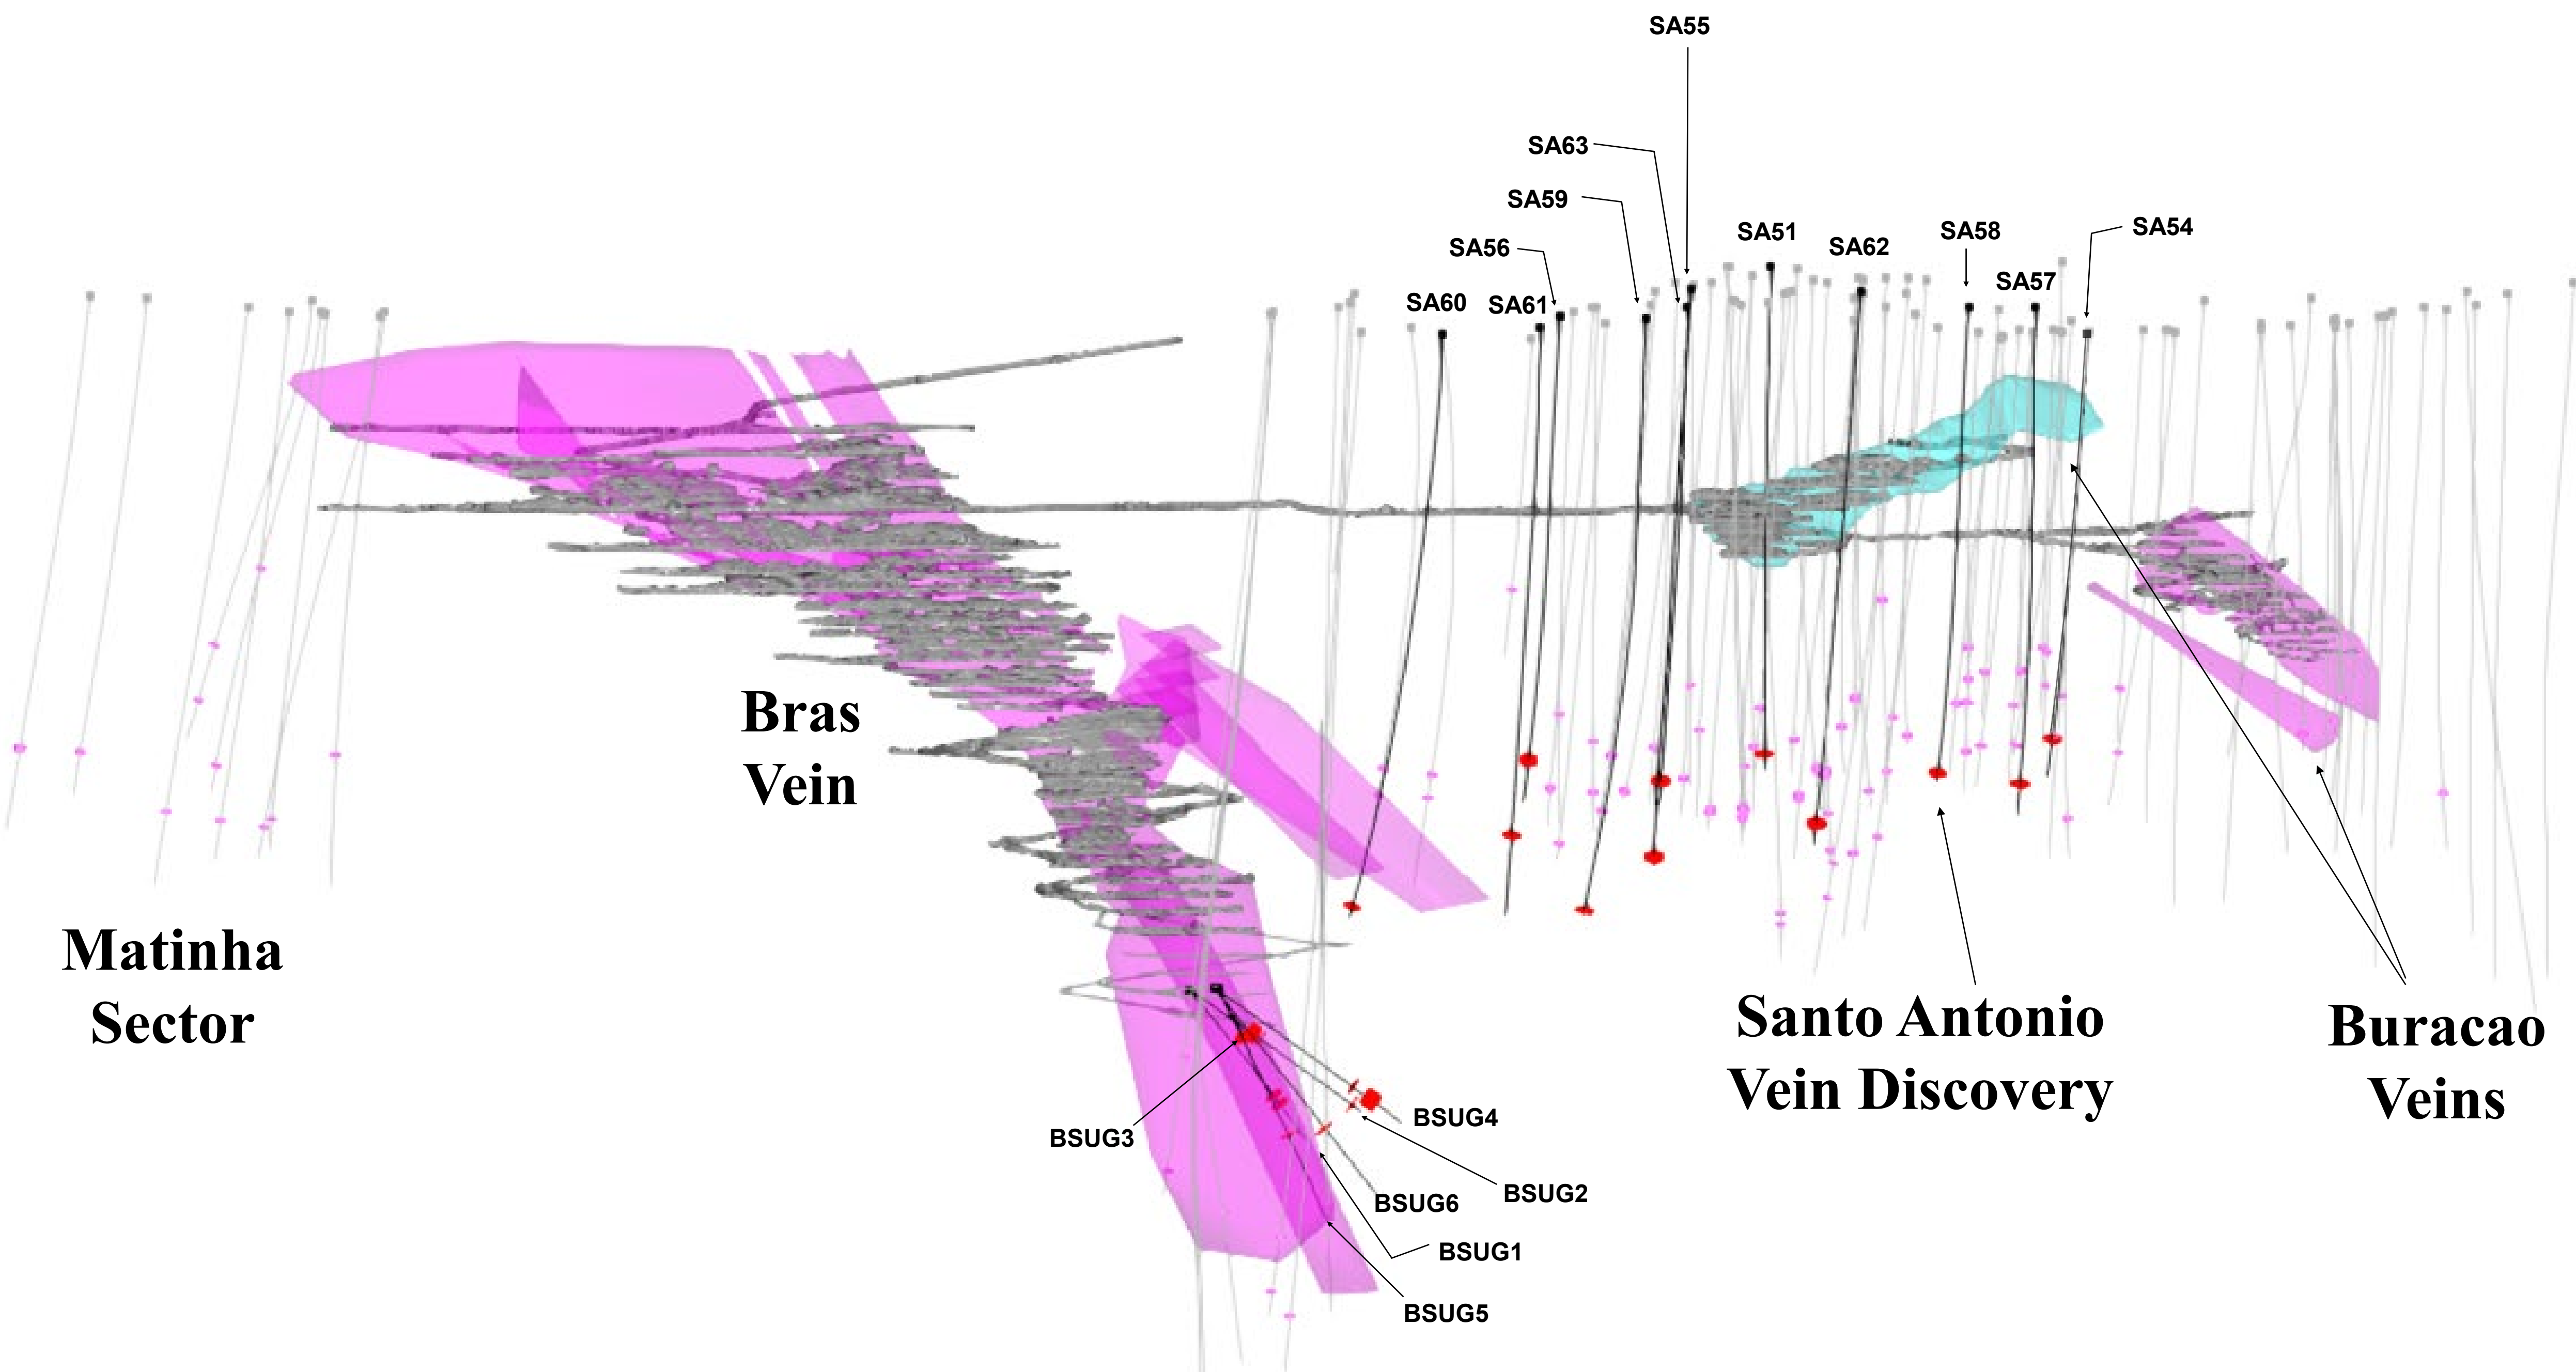 SA55
SA63
SA59
SA56
SA51
SA62
SA58
SA54
SA57
SA60
SA61
Bras
Vein
Matinha
Sector
Santo Antonio
Vein Discovery
Buracao
Veins
BSUG3
BSUG4
BSUG2
BSUG6
BSUG1
BSUG5